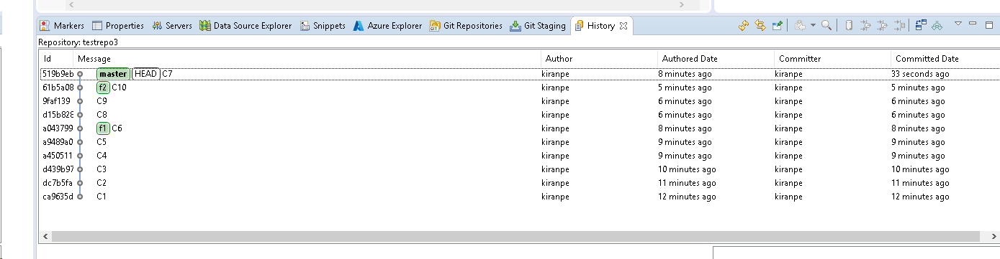 Markers Properties Servers Data Source Explorer Snippets Azure Explorer Git Repositories Git Staging History
Repository: testrepo3
Id Message Author Authored Date Committer Committed Date
519b9eb master HEAD C7 kiranpe 8 minutes ago kiranpe 33 seconds ago
61b5a08 f2 C10 kiranpe 5 minutes ago kiranpe 5 minutes ago
9faf139 C9 kiranpe 6 minutes ago kiranpe 6 minutes ago
d15b828 C8 kiranpe 6 minutes ago kiranpe 6 minutes ago
a043799 f1 C6 kiranpe 8 minutes ago kiranpe 8 minutes ago
a9489a0 C5 kiranpe 9 minutes ago kiranpe 9 minutes ago
a450511 C4 kiranpe 9 minutes ago kiranpe 9 minutes ago
d439b97 C3 kiranpe 10 minutes ago kiranpe 10 minutes ago
dc7b5fa C2 kiranpe 11 minutes ago kiranpe 11 minutes ago
ca9635d C1 kiranpe 12 minutes ago kiranpe 12 minutes ago